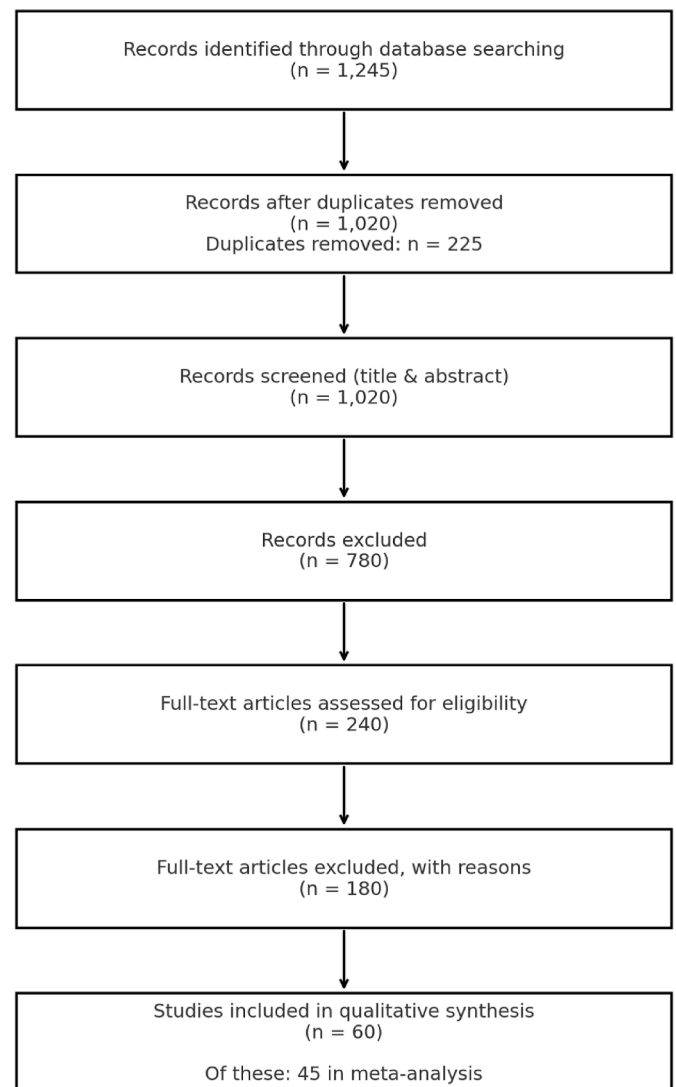 Records identified through database searching
(n = 1,245)
Records after duplicates removed
(n = 1,020)
Duplicates removed: n = 225
Records screened (title & abstract)
(n = 1,020)
Records excluded
(n = 780)
Full-text articles assessed for eligibility
(n = 240)
Full-text articles excluded, with reasons
(n = 180)
Studies included in qualitative synthesis
(n = 60)
Of these: 45 in meta-analysis